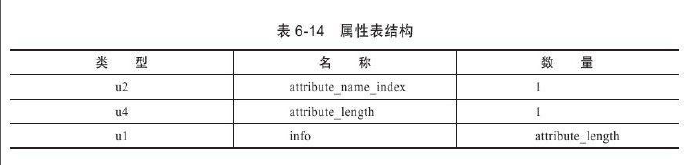 表 6-14 属性表结构
类 型 名 称 数 量
u2 attribute_name_index 1
u4 attribute_length 1
u1 info attribute_length